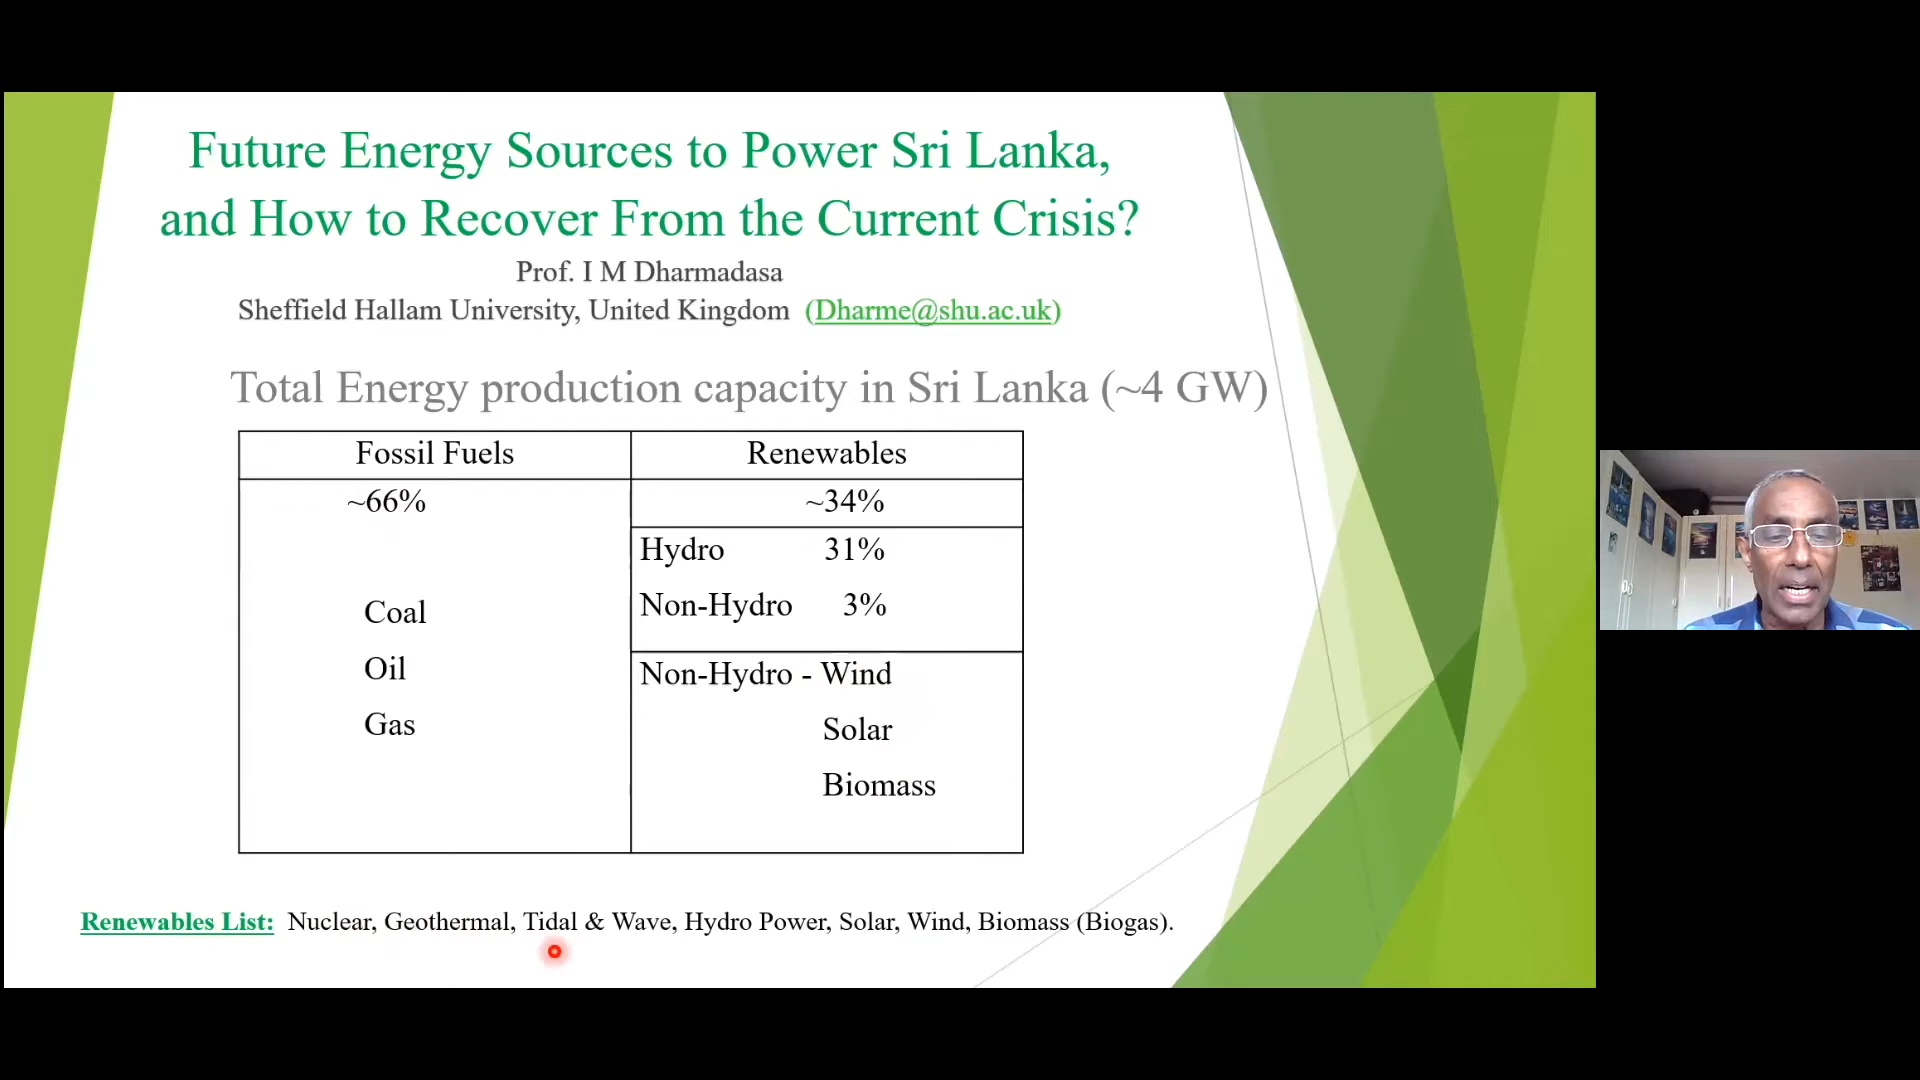 Future Energy Sources to Power Sri Lanka,
and How to Recover From the Current Crisis?
Prof. I M Dharmadasa
Sheffield Hallam University, United Kingdom (Dharme@shu.ac.uk)
Total Energy production capacity in Sri Lanka (~4 GW)
Fossil Fuels Renewables
~66% ~34%
Hydro 31%
Non-Hydro 3%
Coal
Oil
Gas
Non-Hydro - Wind
Solar
Biomass
Renewables List: Nuclear, Geothermal, Tidal & Wave, Hydro Power, Solar, Wind, Biomass (Biogas).